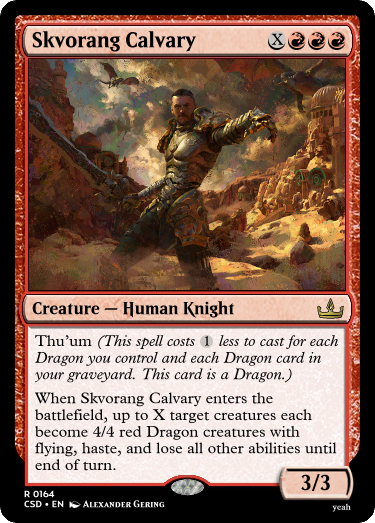 Skvorang Calvary X
Creature — Human Knight
Thu'um (This spell costs 1 less to cast for each
Dragon you control and each Dragon card in
your graveyard. This card is a Dragon.)
When Skvorang Calvary enters the
battlefield, up to X target creatures each
become 4/4 red Dragon creatures with
flying, haste, and lose all other abilities until
end of turn.
3/3
R 0164
CSD • EN Alexander Gering
yeah